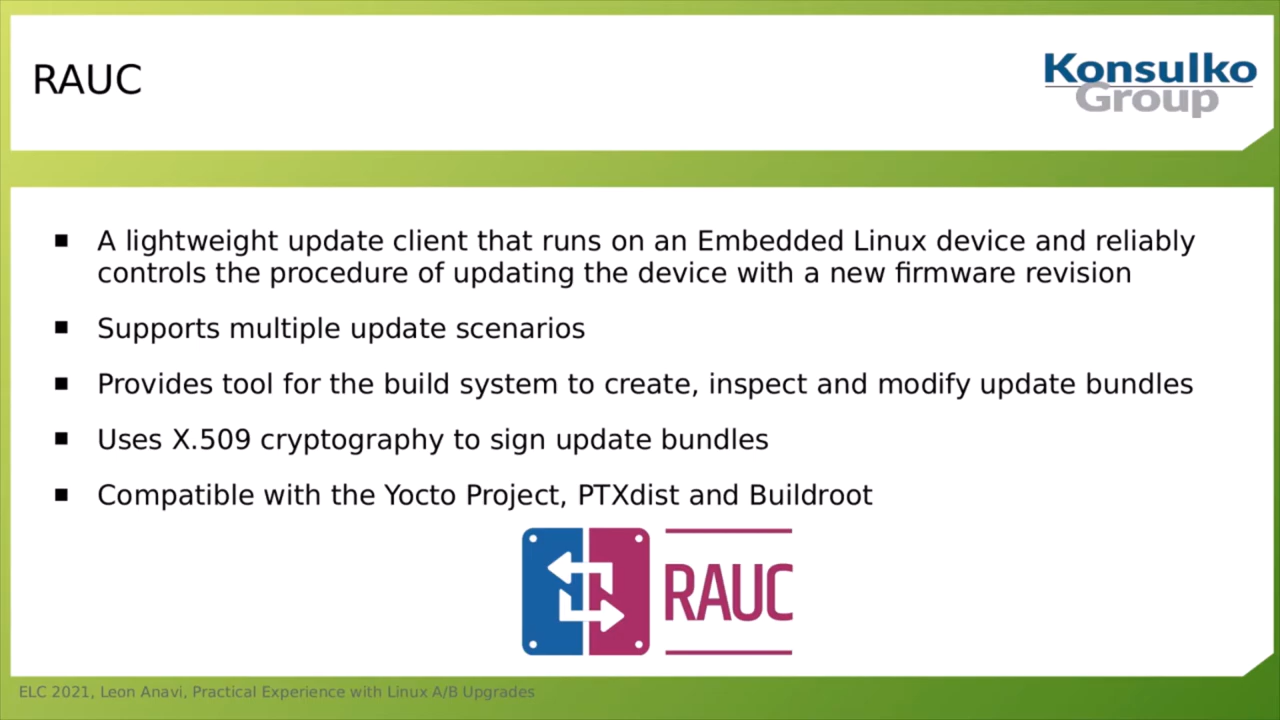 RAUC
Konsulko
Group
■ A lightweight update client that runs on an Embedded Linux device and reliably
controls the procedure of updating the device with a new firmware revision
■ Supports multiple update scenarios
■ Provides tool for the build system to create, inspect and modify update bundles
■ Uses X.509 cryptography to sign update bundles
■ Compatible with the Yocto Project, PTXdist and Buildroot
RAUC
ELC 2021, Leon Anavi, Practical Experience with Linux A/B Upgrades